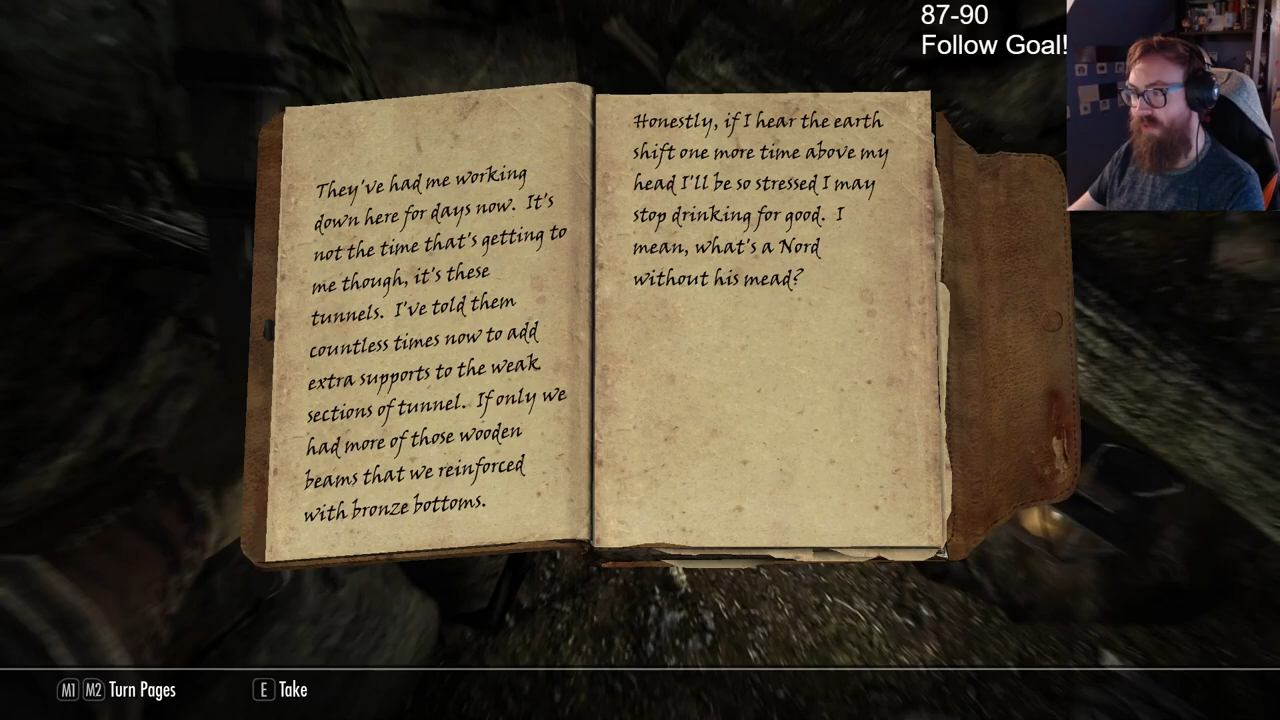 87-90
Follow Goal!
They've had me working
down here for days now.  It's
not the time that's getting to
me though, it's these
tunnels.  I've told them
countless times now to add
extra supports to the weak
sections of tunnel.  If only we
had more of those wooden
beams that we reinforced
with bronze bottoms.
Honestly, if I hear the earth
shift one more time above my
head I'll be so stressed I may
stop drinking for good.  I
mean, what's a Nord
without his mead?
M1 M2 Turn Pages
E Take